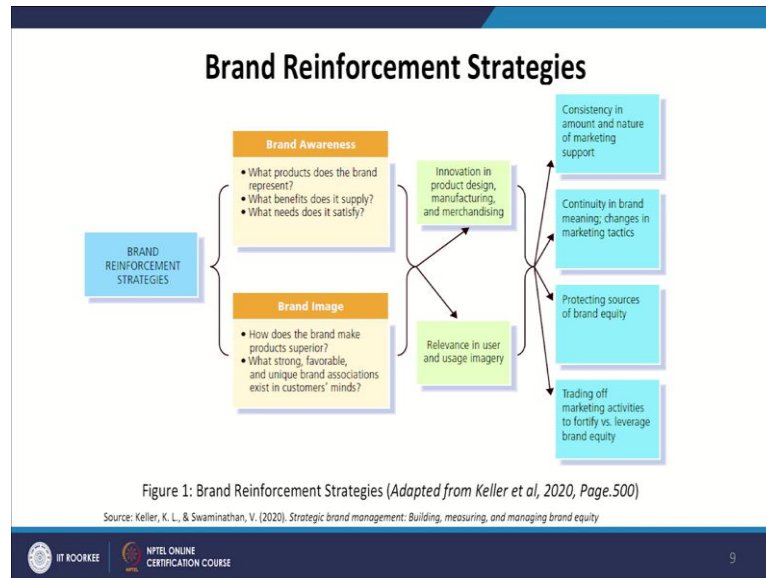 Brand Reinforcement Strategies
BRAND
REINFORCEMENT
STRATEGIES
Brand Awareness
• What products does the brand
represent?
• What benefits does it supply?
• What needs does it satisfy?
Brand Image
• How does the brand make
products superior?
• What strong, favorable,
and unique brand associations
exist in customers' minds?
Innovation in
product design,
manufacturing,
and merchandising
Relevance in user
and usage imagery
Consistency in
amount and nature
of marketing
support
Continuity in brand
meaning; changes in
marketing tactics
Protecting sources
of brand equity
Trading off
marketing activities
to fortify vs. leverage
brand equity
Figure 1: Brand Reinforcement Strategies (Adapted from Keller et al, 2020, Page.500)
Source: Keller, K. L., & Swaminathan, V. (2020). Strategic brand management: Building, measuring, and managing brand equity
IIT ROORKEE
NPTEL ONLINE
CERTIFICATION COURSE
9